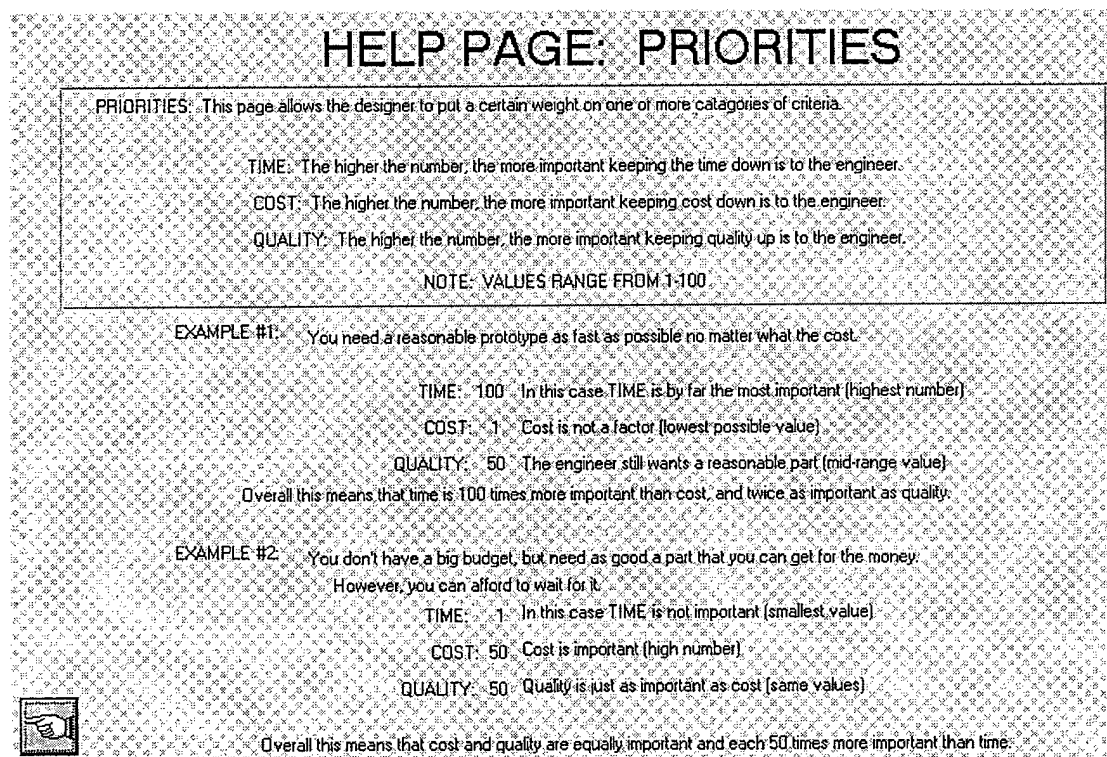 HELP PAGE: PRIORITIES
PRIORITIES: This page allows the designer to put a certain weight on one of more catagories of criteria.
TIME: The higher the number, the more important keeping the time down is to the engineer.
COST: The higher the number, the more important keeping cost down is to the engineer.
QUALITY: The higher the number, the more important keeping quality up is to the engineer.
NOTE: VALUES RANGE FROM 1-100
EXAMPLE #1: You need a reasonable prototype as fast as possible no matter what the cost.
TIME: 100 In this case TIME is by far the most important (highest number)
COST: 1 Cost is not a factor (lowest possible value)
QUALITY: 50 The engineer still wants a reasonable part (mid-range value)
Overall this means that time is 100 times more important than cost, and twice as important as quality.
EXAMPLE #2: You don't have a big budget, but need as good a part that you can get for the money.
However, you can afford to wait for it.
TIME: 1 In this case TIME is not important (smallest value)
COST: 50 Cost is important (high number)
QUALITY: 50 Quality is just as important as cost (same values)
Overall this means that cost and quality are equally important and each 50 times more important than time.